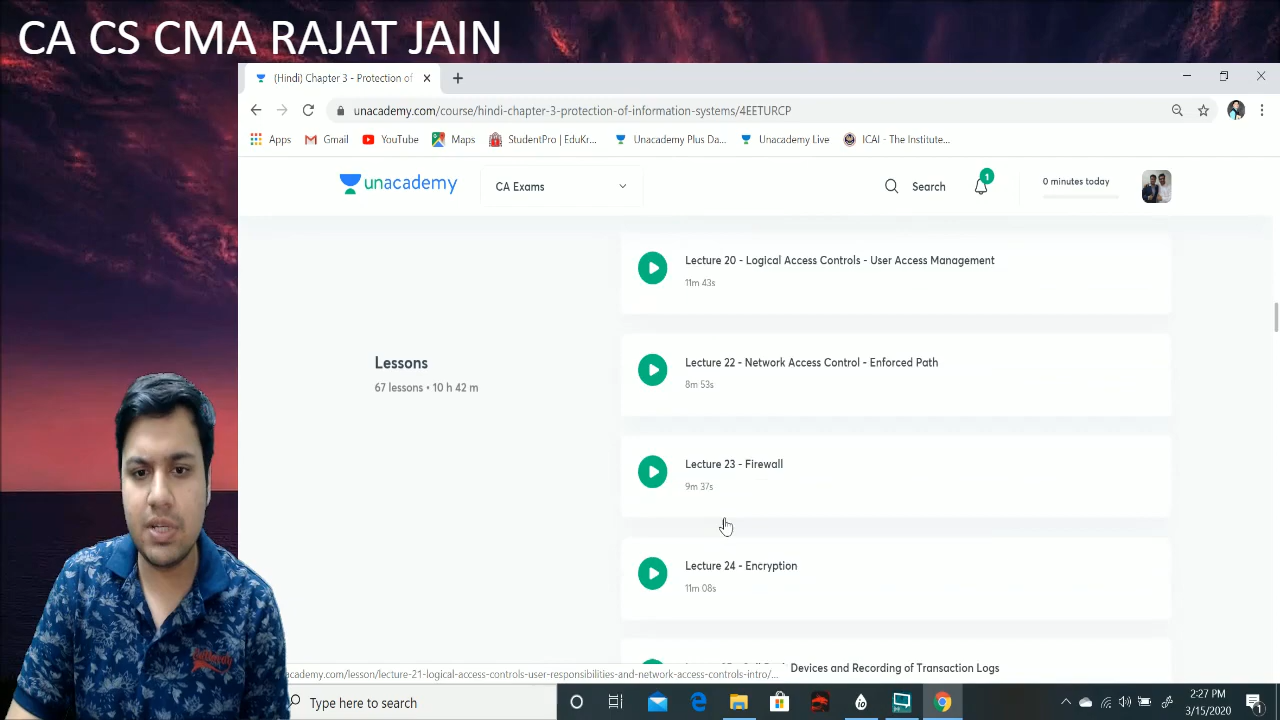 CA CS CMA RAJAT JAIN
(Hindi) Chapter 3 - Protection of
unacademy.com/course/hindi-chapter-3-protection-of-information-systems/4EETURCP
Apps
Gmail
YouTube
Maps
StudentPro | EduKr...
Unacademy Plus Da...
Unacademy Live
ICAI - The Institute...
unacademy
CA Exams
Search
1
0 minutes today
Lecture 20 - Logical Access Controls - User Access Management
11m 43s
Lessons
67 lessons • 10 h 42 m
Lecture 22 - Network Access Control - Enforced Path
8m 53s
Lecture 23 - Firewall
9m 37s
Lecture 24 - Encryption
11m 08s
Devices and Recording of Transaction Logs
academy.com/lesson/lecture-21-logical-access-controls-user-responsibilities-and-network-access-controls-intro/...
Type here to search
2:27 PM
3/15/2020